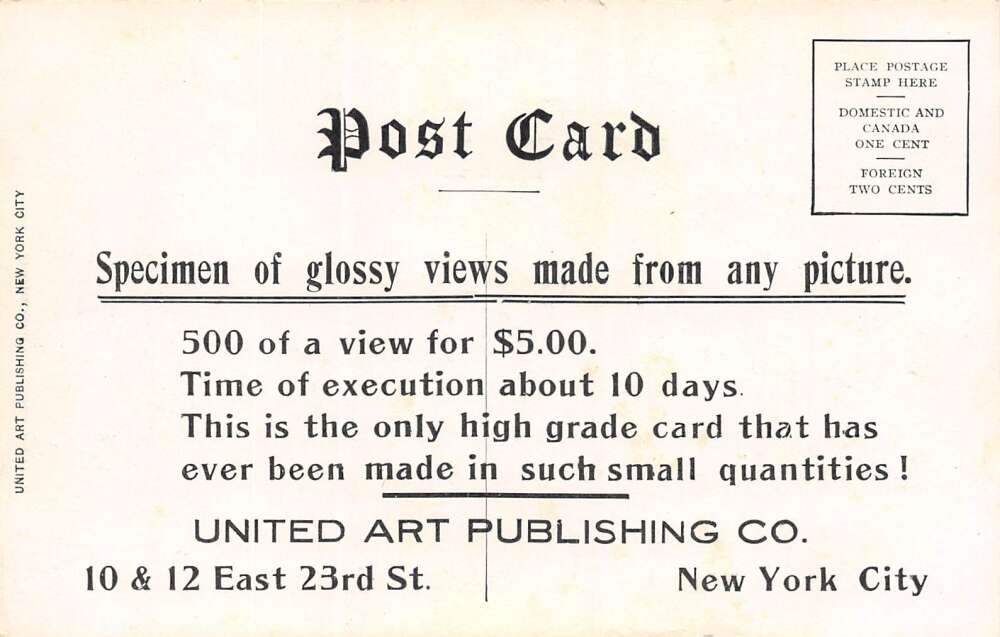 Post Card
PLACE POSTAGE
STAMP HERE
DOMESTIC AND
CANADA
ONE CENT
FOREIGN
TWO CENTS
Specimen of glossy views made from any picture.
500 of a view for $5.00.
Time of execution about 10 days.
This is the only high grade card that has
ever been made in such small quantities!
UNITED ART PUBLISHING CO.
10 & 12 East 23rd St. New York City
UNITED ART PUBLISHING CO., NEW YORK CITY